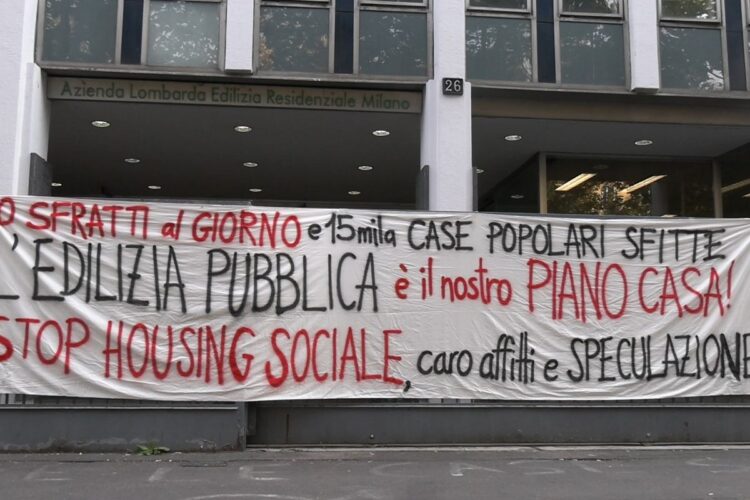 Azienda Lombarda Edilizia Residenziale Milano
26
SFRATTI al GIORNO e 15mila CASE POPOLARI SFITTE
L'EDILIZIA PUBBLICA è il nostro PIANO CASA!
STOP HOUSING SOCIALE, caro affitti e SPECULAZIONE